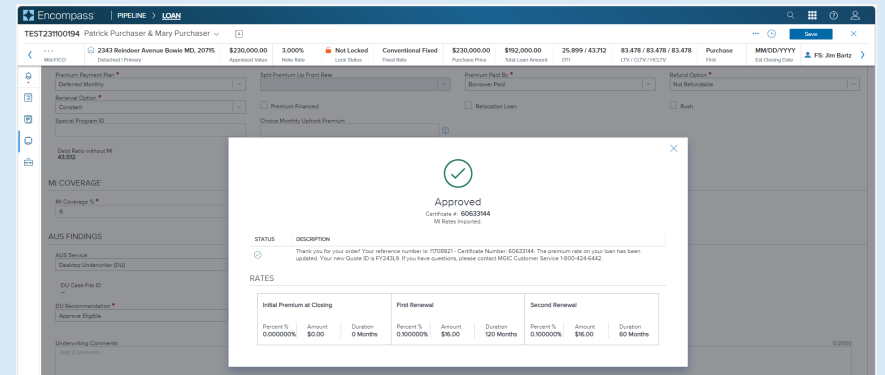 Encompass PIPELINE > LOAN
TEST231100194 Patrick Purchaser & Mary Purchaser Save
--- 2343 Reindeer Avenue Bowie MD, 20715 $230,000.00 3.000% Not Locked Conventional Fixed $230,000.00 $192,000.00 25.899 / 43.712 83.478 / 83.478 / 83.478 Purchase MM/DD/YYYY FS: Jim Bartz
Mid-FICO Detached | Primary Appraised Value Note Rate Lock Status Fixed Rate Purchase Price Total Loan Amount DTI LTV / CLTV / HCLTV First Est Closing Date
Premium Payment Plan * Split Premium Up Front Rate Premium Paid By * Refund Option *
Deferred Monthly Borrower Paid Not Refundable
Renewal Option *
Constant Premium Financed Relocation Loan Rush
Special Program ID Choice Monthly Upfront Premium
Debt Ratio without MI
43.512
MI COVERAGE
MI Coverage % *
6
AUS FINDINGS
AUS Service
Desktop Underwriter (DU)
DU Case File ID
--
DU Recommendation *
Approve Eligible
Underwriting Comments 0/2000
Add Comments
Approved
Certificate #: 60633144
MI Rates Imported.
STATUS DESCRIPTION
Thank you for your order! Your reference number is: 11708921 - Certificate Number: 60633144. The premium rate on your loan has been
updated. Your new Quote ID is FY243L9. If you have questions, please contact MGIC Customer Service 1-800-424-6442.
RATES
Initial Premium at Closing First Renewal Second Renewal
Percent % Amount Duration Percent % Amount Duration Percent % Amount Duration
0.000000% $0.00 0 Months 0.100000% $16.00 120 Months 0.100000% $16.00 60 Months